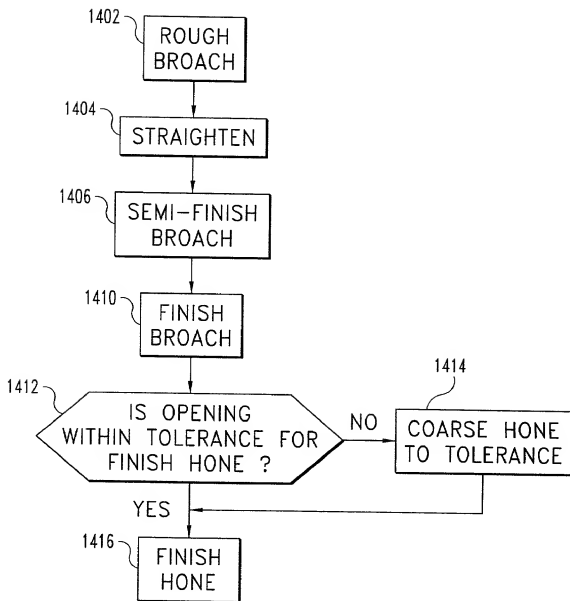 1402
ROUGH
BROACH
1404
STRAIGHTEN
1406
SEMI-FINISH
BROACH
1410
FINISH
BROACH
1412
IS OPENING
WITHIN TOLERANCE FOR
FINISH HONE ?
NO
1414
COARSE HONE
TO TOLERANCE
YES
1416
FINISH
HONE